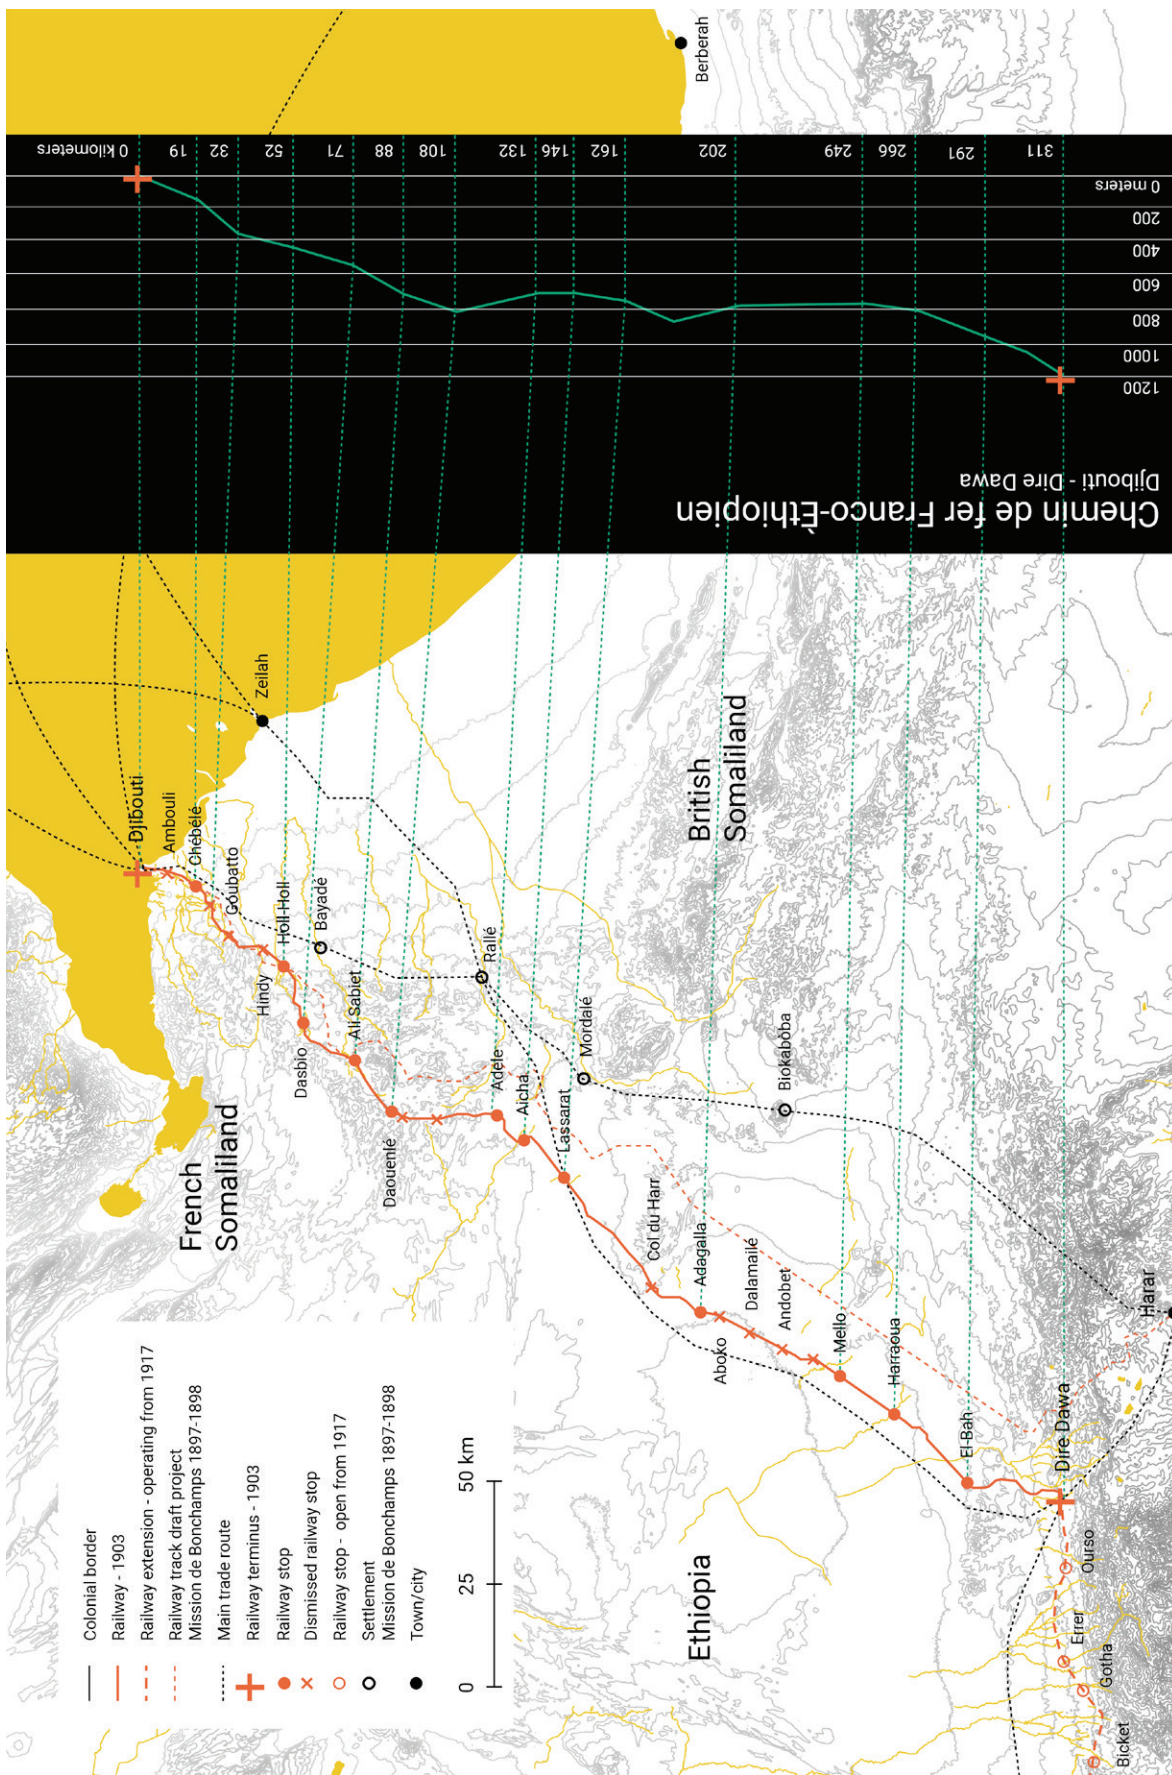 Chemin de fer Franco-Èthiopien
Djibouti - Dire Dawa
0 kilometers
19
32
52
71
88
108
132
146
162
202
249
266
291
311
0 meters
200
400
600
800
1000
1200
Berberah
Zeilah
Djibouti
Ambouli
Chébélé
Goubatto
Holl-Holl
Hindy
Bayadé
Dasbio
Ali Sabiet
Daouenlé
Rallé
Adèle
Aicha
Lassarat
Mordalé
Col du Harr
Adagalla
Aboko
Dalamailé
Andobet
Biokaboba
Mello
Harraoua
El-Bah
Dire Dawa
Harar
Ourso
Errer
Gotha
Bicket
French
Somaliland
British
Somaliland
Ethiopia
Colonial border
Railway - 1903
Railway extension - operating from 1917
Railway track draft project
Mission de Bonchamps 1897-1898
Main trade route
Railway terminus - 1903
Railway stop
Dismissed railway stop
Railway stop - open from 1917
Settlement
Mission de Bonchamps 1897-1898
Town/city
0
25
50 km